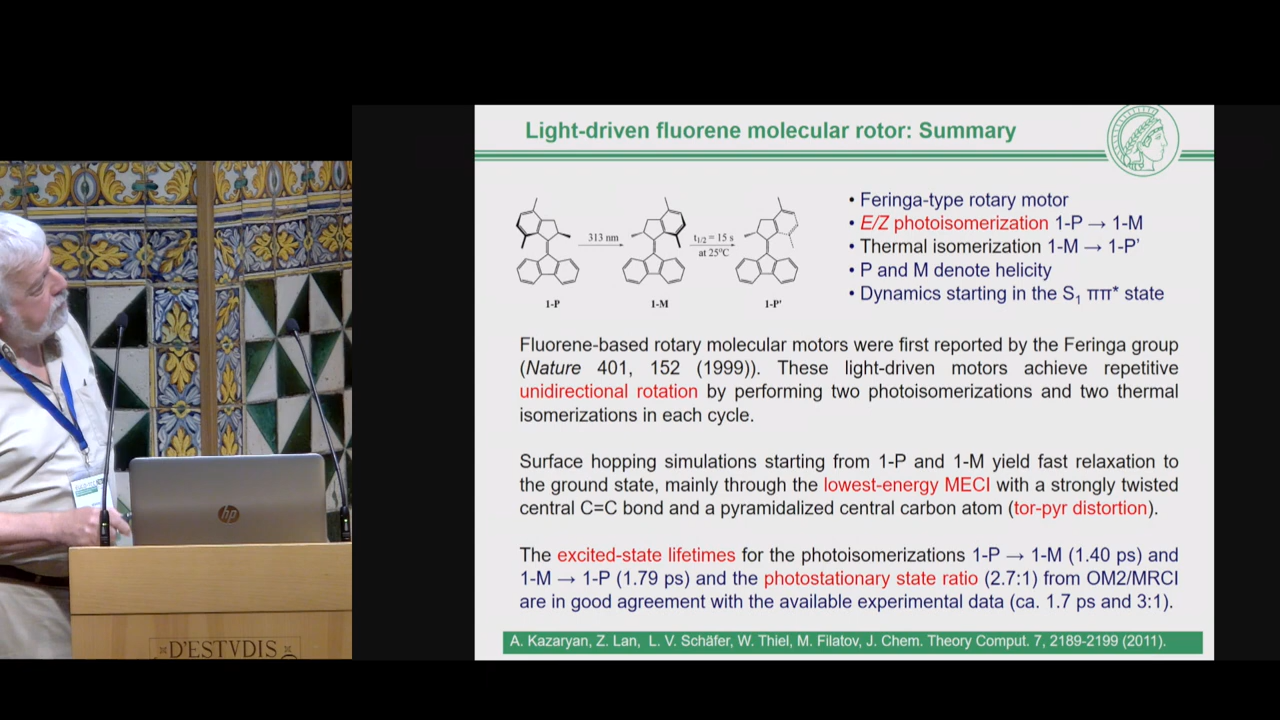 Light-driven fluorene molecular rotor: Summary
313 nm
t1/2 = 15 s
at 25°C
1-P
1-M
1-P'
• Feringa-type rotary motor
• E/Z photoisomerization 1-P → 1-M
• Thermal isomerization 1-M → 1-P'
• P and M denote helicity
• Dynamics starting in the S₁ ππ* state
Fluorene-based rotary molecular motors were first reported by the Feringa group
(Nature 401, 152 (1999)). These light-driven motors achieve repetitive
unidirectional rotation by performing two photoisomerizations and two thermal
isomerizations in each cycle.
Surface hopping simulations starting from 1-P and 1-M yield fast relaxation to
the ground state, mainly through the lowest-energy MECI with a strongly twisted
central C=C bond and a pyramidalized central carbon atom (tor-pyr distortion).
The excited-state lifetimes for the photoisomerizations 1-P → 1-M (1.40 ps) and
1-M → 1-P (1.79 ps) and the photostationary state ratio (2.7:1) from OM2/MRCI
are in good agreement with the available experimental data (ca. 1.7 ps and 3:1).
A. Kazaryan, Z. Lan, L. V. Schäfer, W. Thiel, M. Filatov, J. Chem. Theory Comput. 7, 2189-2199 (2011).
hp
D'ESTVDIS